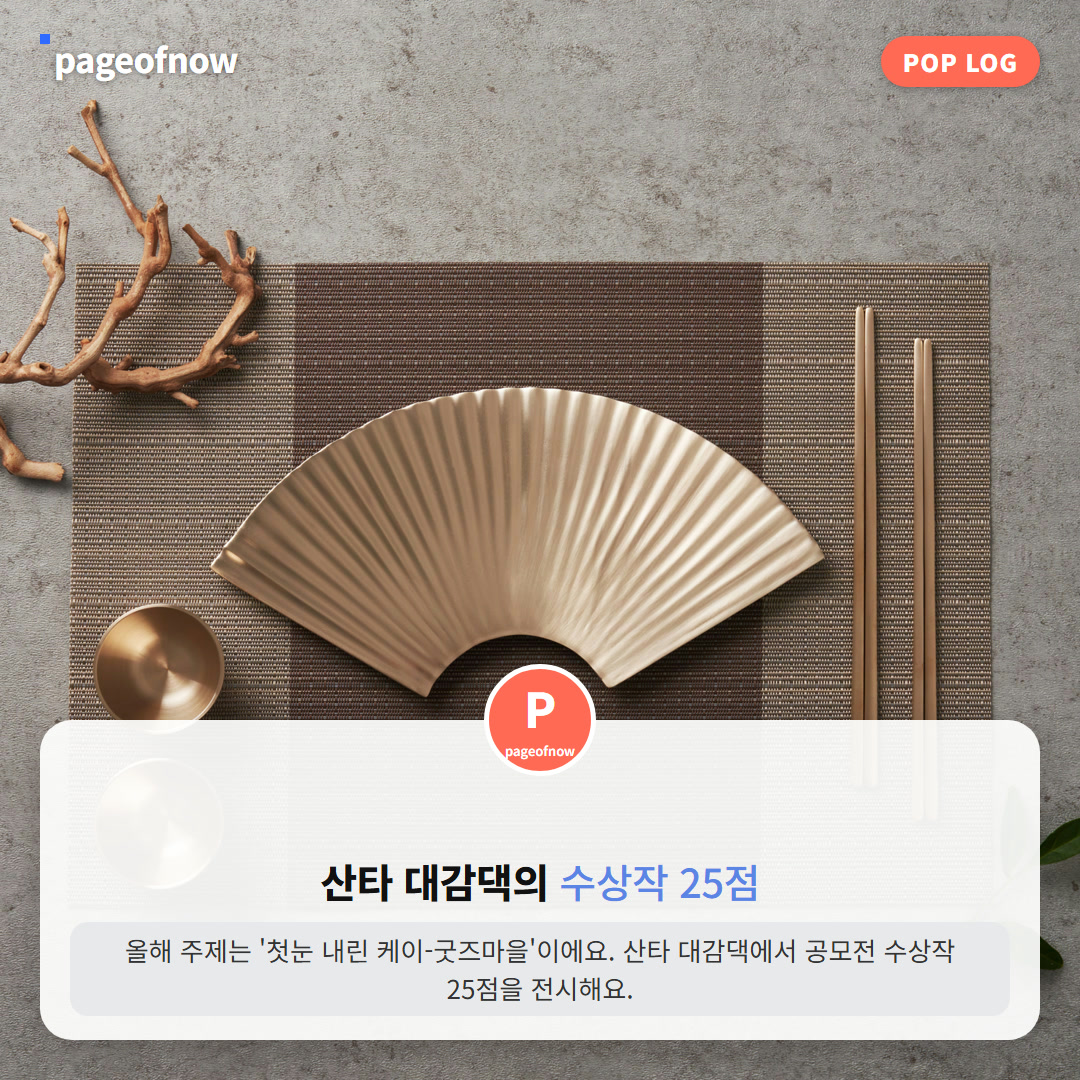 pageofnow
POP LOG
P
pageofnow
산타 대감댁의 수상작 25점
올해 주제는 '첫눈 내린 케이-굿즈마을'이에요. 산타 대감댁에서 공모전 수상작
25점을 전시해요.